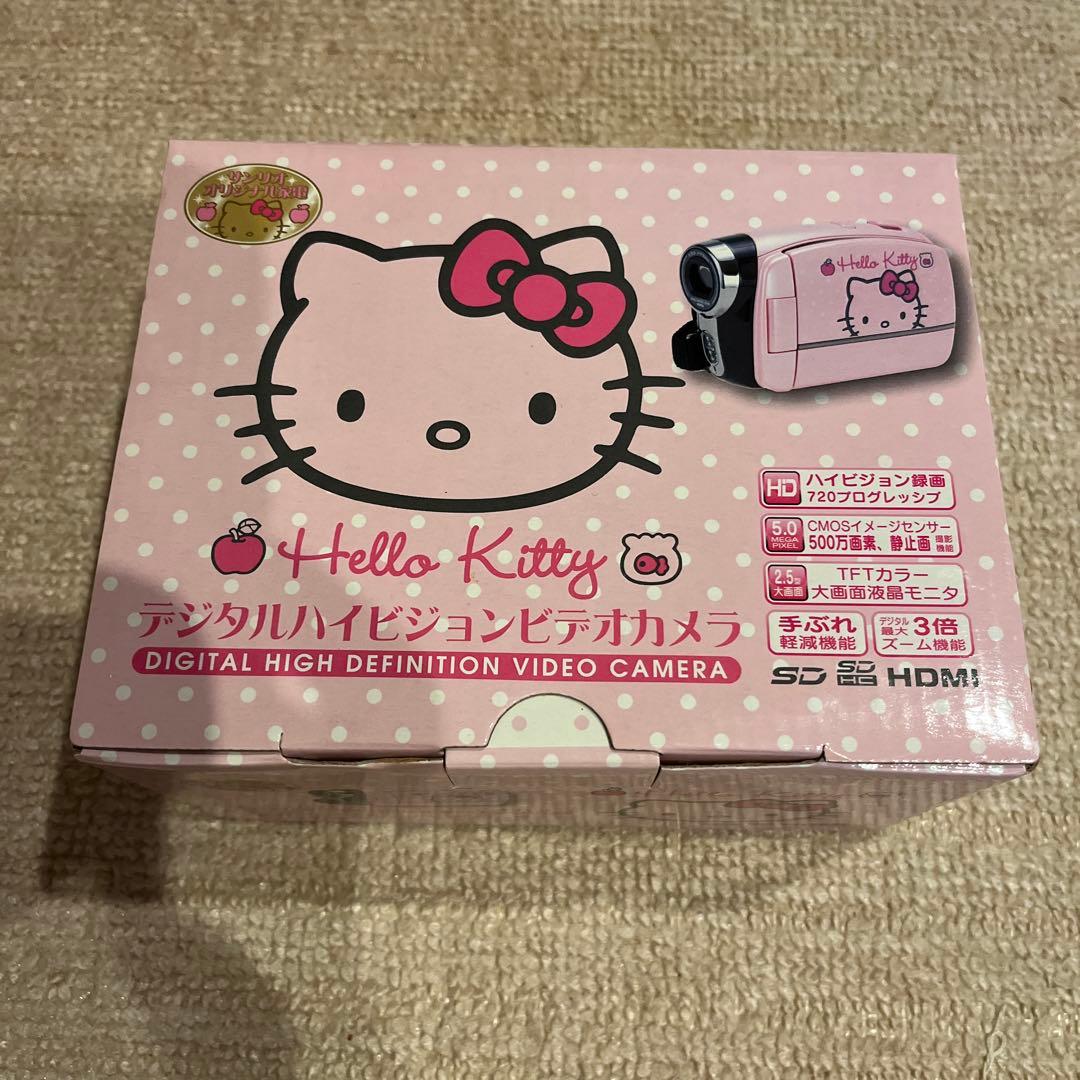 サンリオ
オリジナル家電
Hello Kitty
Hello Kitty
デジタルハイビジョンビデオカメラ
DIGITAL HIGH DEFINITION VIDEO CAMERA
HD ハイビジョン録画
720プログレッシブ
5.0 MEGA PIXEL CMOSイメージセンサー
500万画素、静止画 撮影機能
2.5型 大画面 TFTカラー
大画面液晶モニタ
手ぶれ
軽減機能
デジタル最大3倍
ズーム機能
SD SD HC HDMI